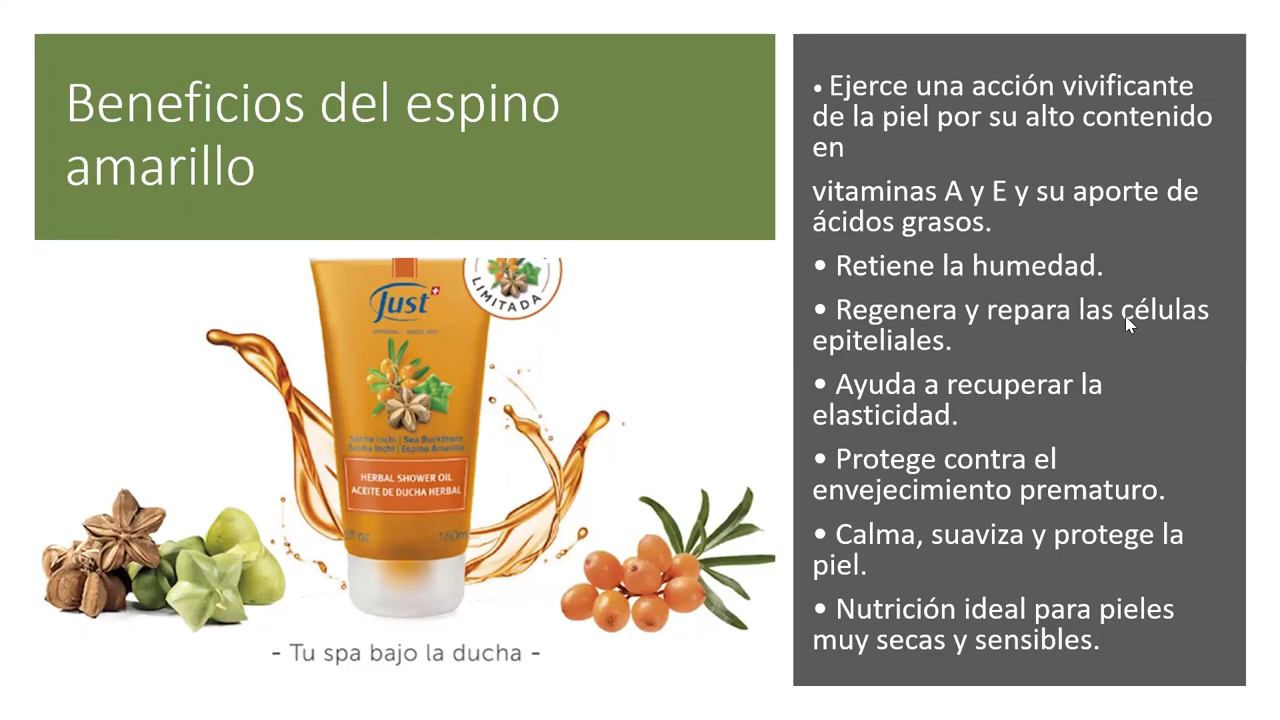 Beneficios del espino
amarillo
• Ejerce una acción vivificante
de la piel por su alto contenido
en
vitaminas A y E y su aporte de
ácidos grasos.
• Retiene la humedad.
• Regenera y repara las células
epiteliales.
• Ayuda a recuperar la
elasticidad.
• Protege contra el
envejecimiento prematuro.
• Calma, suaviza y protege la
piel.
• Nutrición ideal para pieles
muy secas y sensibles.
LIMITADA
Just
Sacha Inchi | Sea Buckthorn
Sacha Inchi | Espino Amarillo
HERBAL SHOWER OIL
ACEITE DE DUCHA HERBAL
fl oz 150m
- Tu spa bajo la ducha -